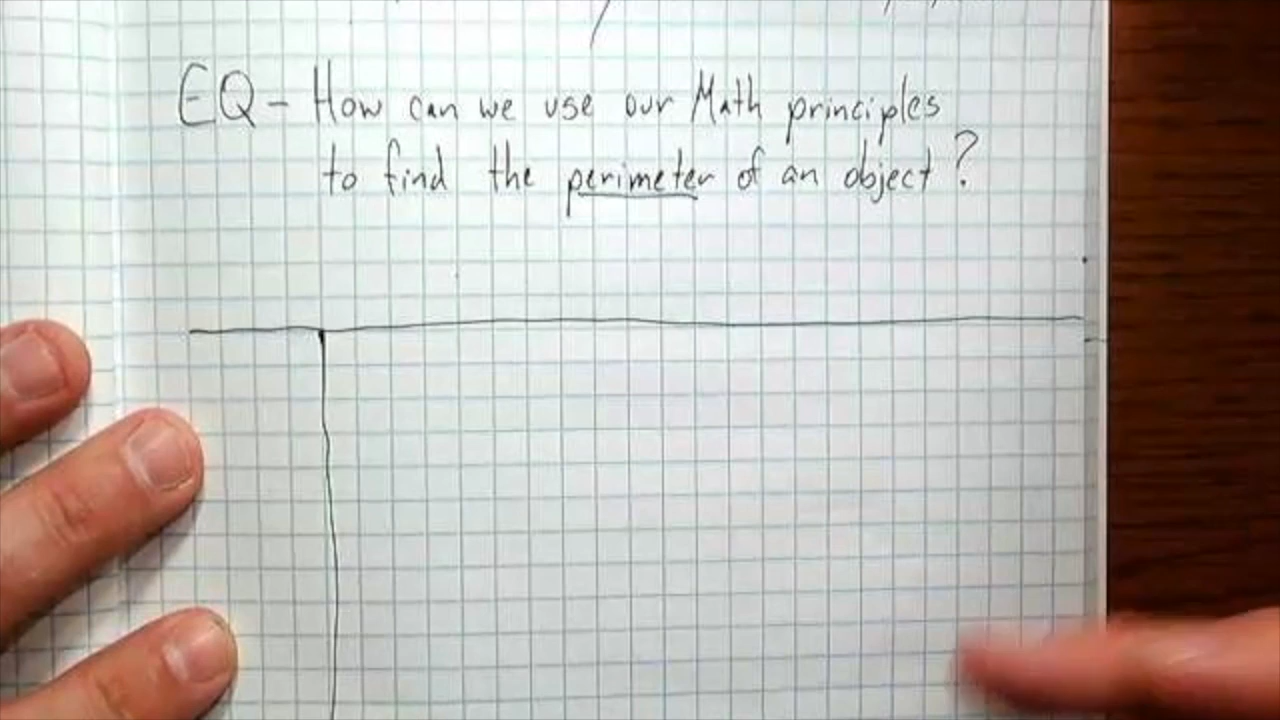 EQ - How can we use our Math principles
to find the perimeter of an object?